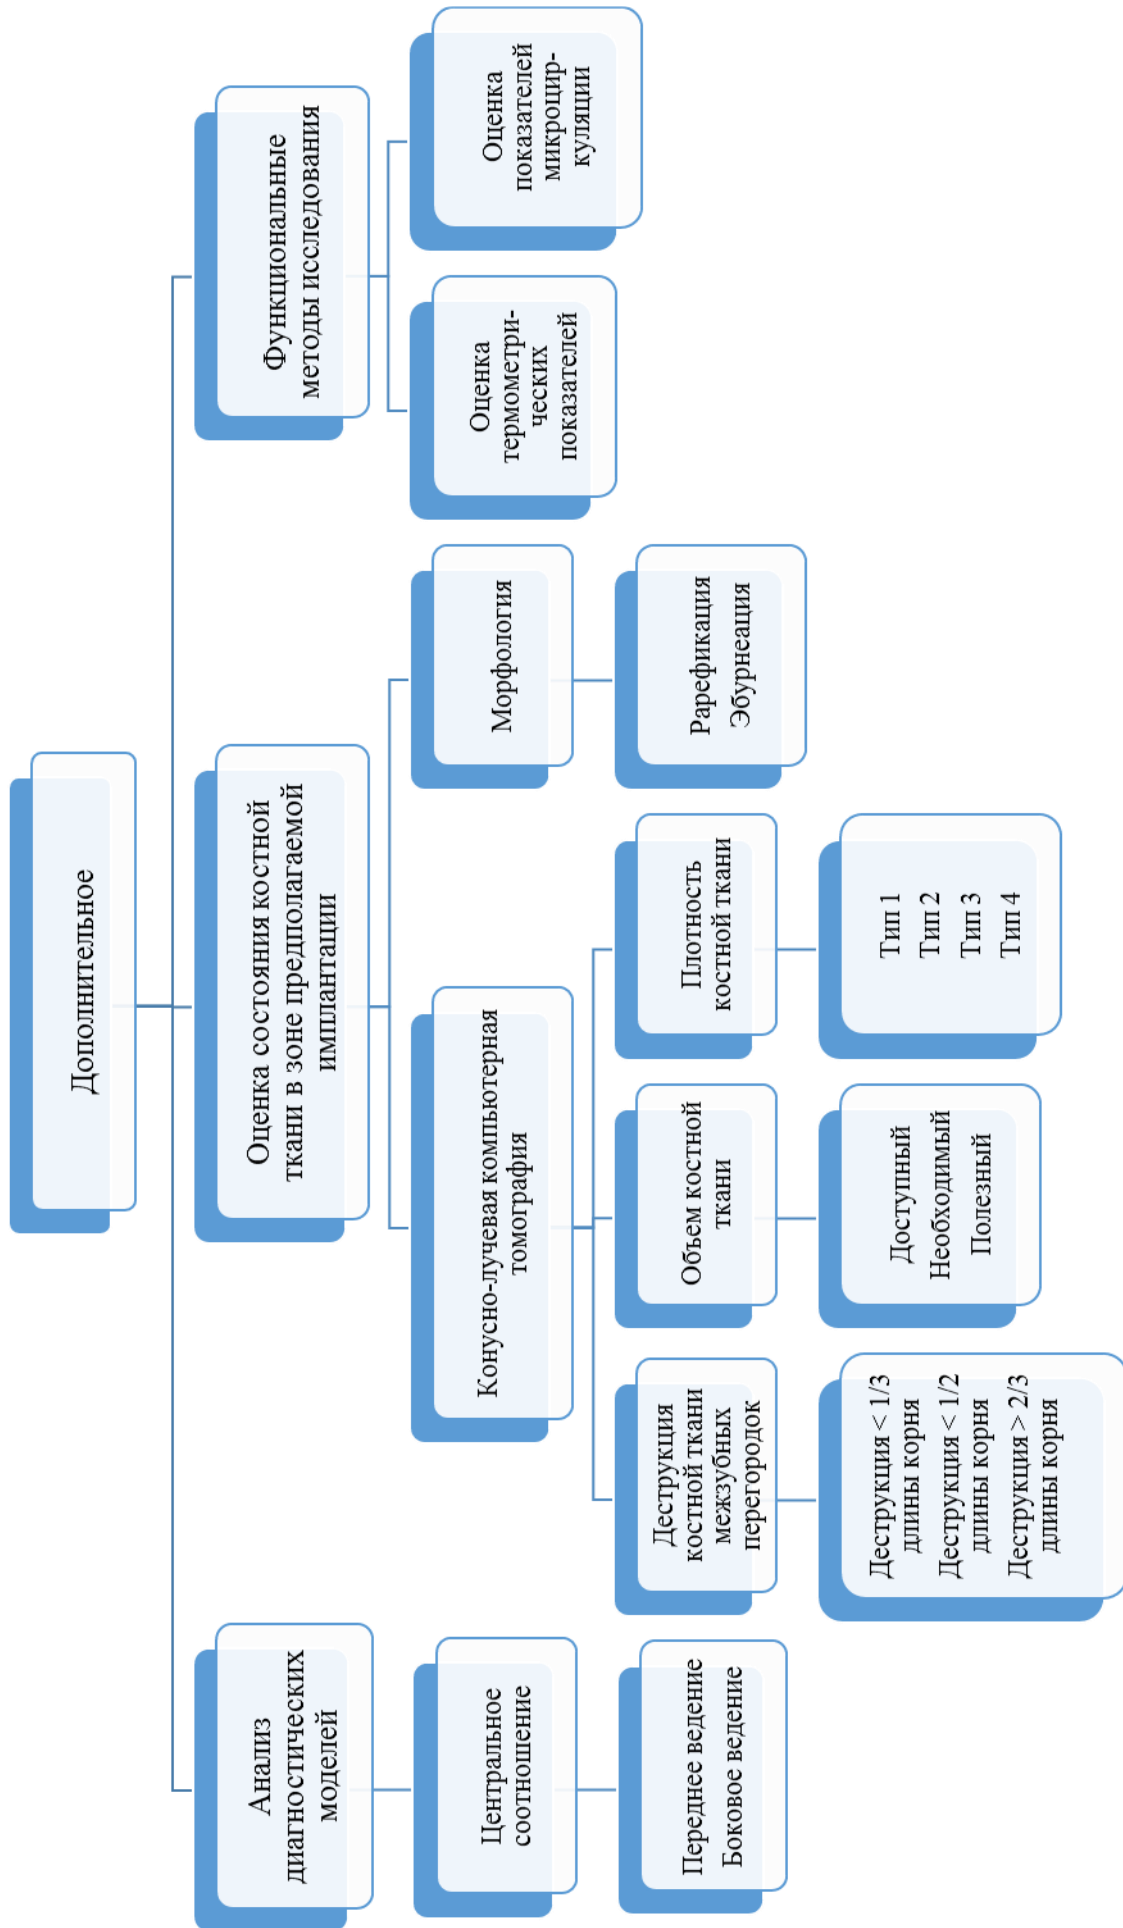 Дополнительное
Анализ
диагностических
моделей
Оценка состояния костной
ткани в зоне предполагаемой
имплантации
Функциональные
методы исследования
Центральное
соотношение
Конусно-лучевая компьютерная
томография
Морфология
Оценка
термометри-
ческих
показателей
Оценка
показателей
микроцир-
куляции
Переднее ведение
Боковое ведение
Деструкция
костной ткани
межзубных
перегородок
Объем костной
ткани
Плотность
костной ткани
Рарефикация
Эбурнеация
Деструкция < 1/3
длины корня
Деструкция < 1/2
длины корня
Деструкция > 2/3
длины корня
Доступный
Необходимый
Полезный
Тип 1
Тип 2
Тип 3
Тип 4